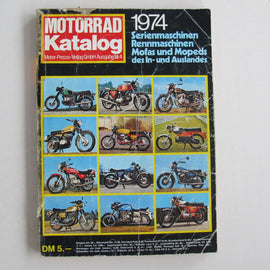 MOTORRAD
Katalog
Motor-Presse-Verlag GmbH Ausgabe Nr. 4
1974
Serienmaschinen
Rennmaschinen
Mofas und Mopeds
des In- und Auslandes
DM 5,—